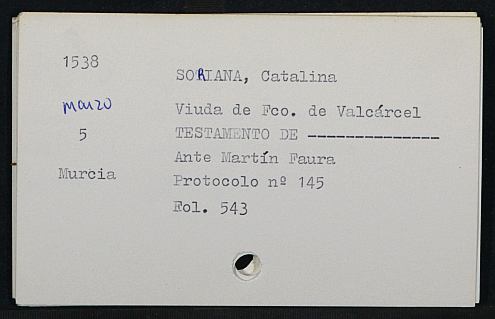 1538
SORIANA, Catalina
marzo
Viuda de Fco. de Valcárcel
5
TESTAMENTO DE --------------
Ante Martín Faura
Murcia
Protocolo nº 145
Fol. 543